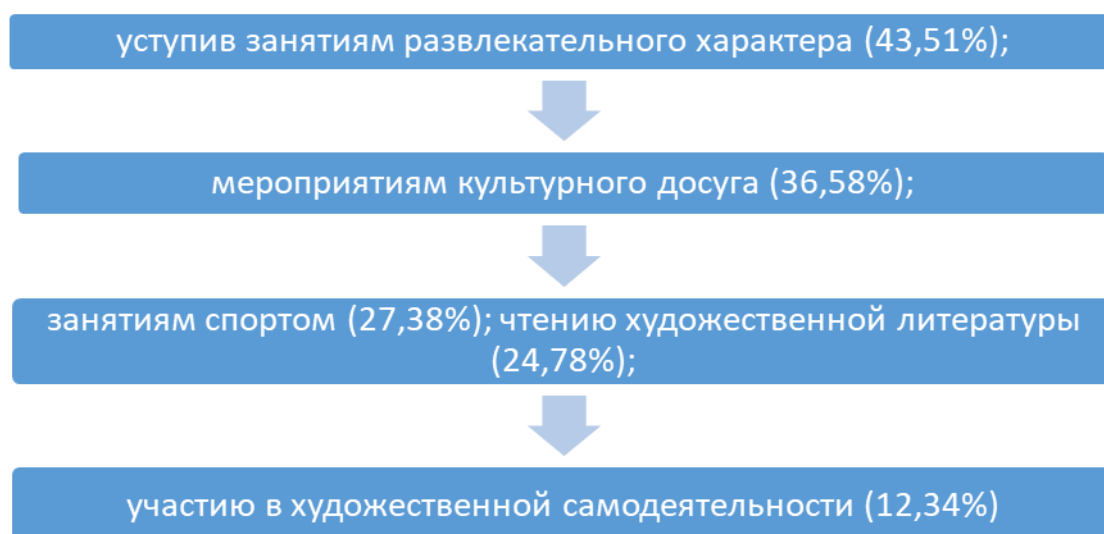 уступив занятиям развлекательного характера (43,51%);
мероприятиям культурного досуга (36,58%);
занятиям спортом (27,38%); чтению художественной литературы
(24,78%);
участию в художественной самодеятельности (12,34%)